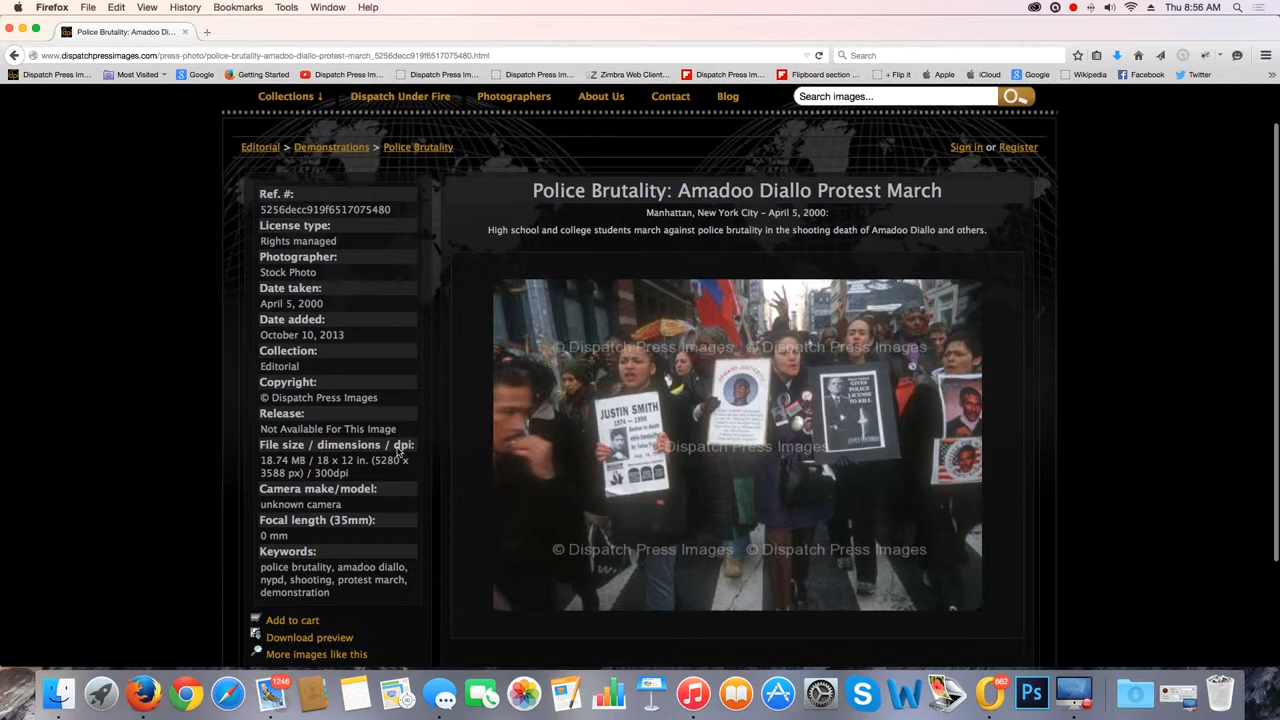 Firefox File Edit View History Bookmarks Tools Window Help Thu 8:56 AM
Police Brutality: Amadoo Di...
www.dispatchpressimages.com/press-photo/police-brutality-amadoo-diallo-protest-march_5256decc919f6517075480.html Search
Dispatch Press Im... Most Visited Google Getting Started Dispatch Press Im... Dispatch Press Im... Dispatch Press Im... Zimbra Web Client... Dispatch Press Im... Flipboard section ... + Flip it Apple iCloud Google Wikipedia Facebook Twitter
Collections ↓ Dispatch Under Fire Photographers About Us Contact Blog Search images...
Editorial > Demonstrations > Police Brutality Sign in or Register
Ref. #:
5256decc919f6517075480
License type:
Rights managed
Photographer:
Stock Photo
Date taken:
April 5, 2000
Date added:
October 10, 2013
Collection:
Editorial
Copyright:
© Dispatch Press Images
Release:
Not Available For This Image
File size / dimensions / dpi:
18.74 MB / 18 x 12 in. (5280 x
3588 px) / 300dpi
Camera make/model:
unknown camera
Focal length (35mm):
0 mm
Keywords:
police brutality, amadoo diallo,
nypd, shooting, protest march,
demonstration
Add to cart
Download preview
More images like this
Police Brutality: Amadoo Diallo Protest March
Manhattan, New York City – April 5, 2000:
High school and college students march against police brutality in the shooting death of Amadoo Diallo and others.
© Dispatch Press Images © Dispatch Press Images
© Dispatch Press Images
© Dispatch Press Images © Dispatch Press Images
JUSTIN SMITH
GIVES
POLICE
LICENSE
TO KILL
1246
662
Ps